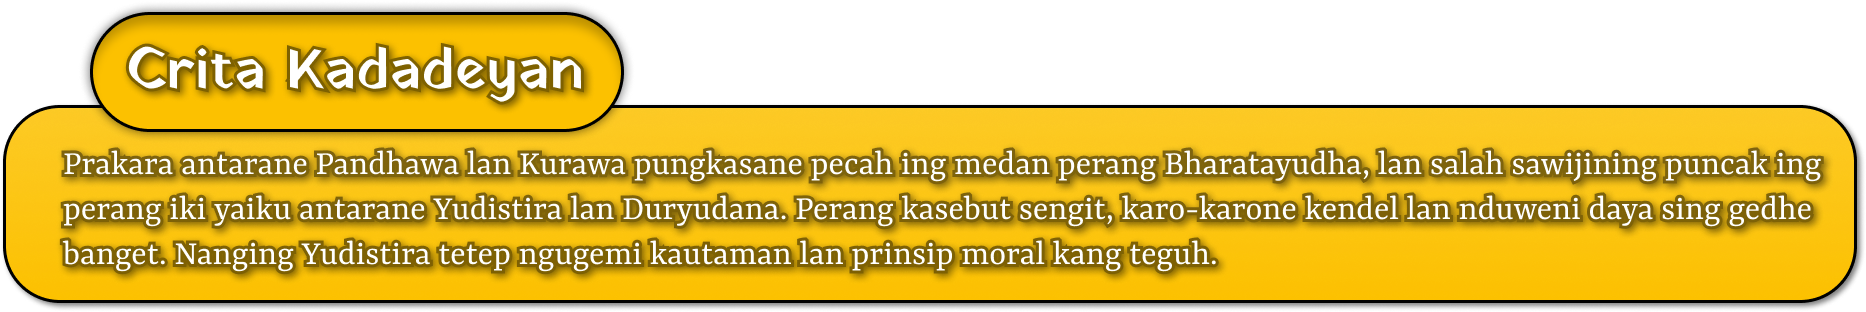 Crita Kadadeyan
Prakara antarane Pandhawa lan Kurawa pungkasane pecah ing medan perang Bharatayudha, lan salah sawijining puncak ing
perang iki yaiku antarane Yudistira lan Duryudana. Perang kasebut sengit, karo-karone kendel lan nduweni daya sing gedhe
banget. Nanging Yudistira tetep ngugemi kautaman lan prinsip moral kang teguh.